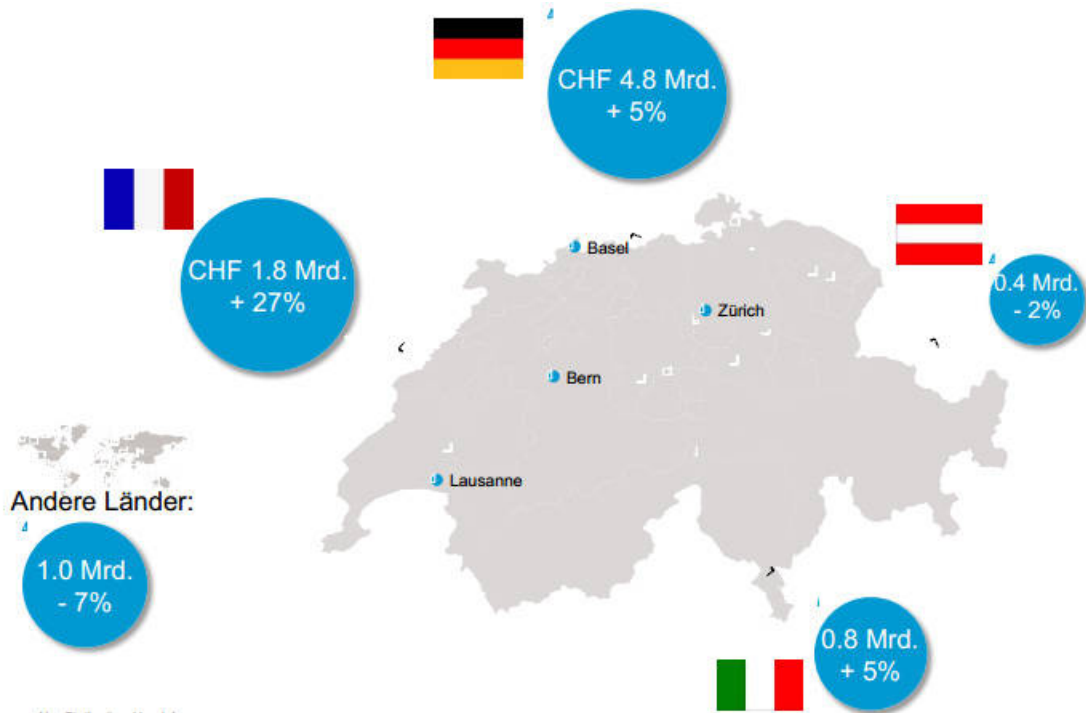 CHF 4.8 Mrd.
+ 5%
CHF 1.8 Mrd.
+ 27%
0.4 Mrd.
- 2%
Basel
Zürich
Bern
Lausanne
Andere Länder:
1.0 Mrd.
- 7%
0.8 Mrd.
+ 5%